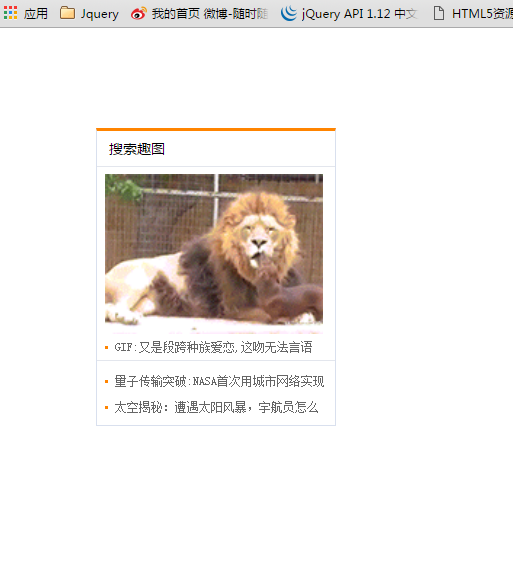 应用 Jquery 我的首页 微博-随时随 jQuery API 1.12 中文 HTML5资源
搜索趣图
GIF:又是段跨种族爱恋,这吻无法言语
量子传输突破:NASA首次用城市网络实现
太空揭秘：遭遇太阳风暴，宇航员怎么